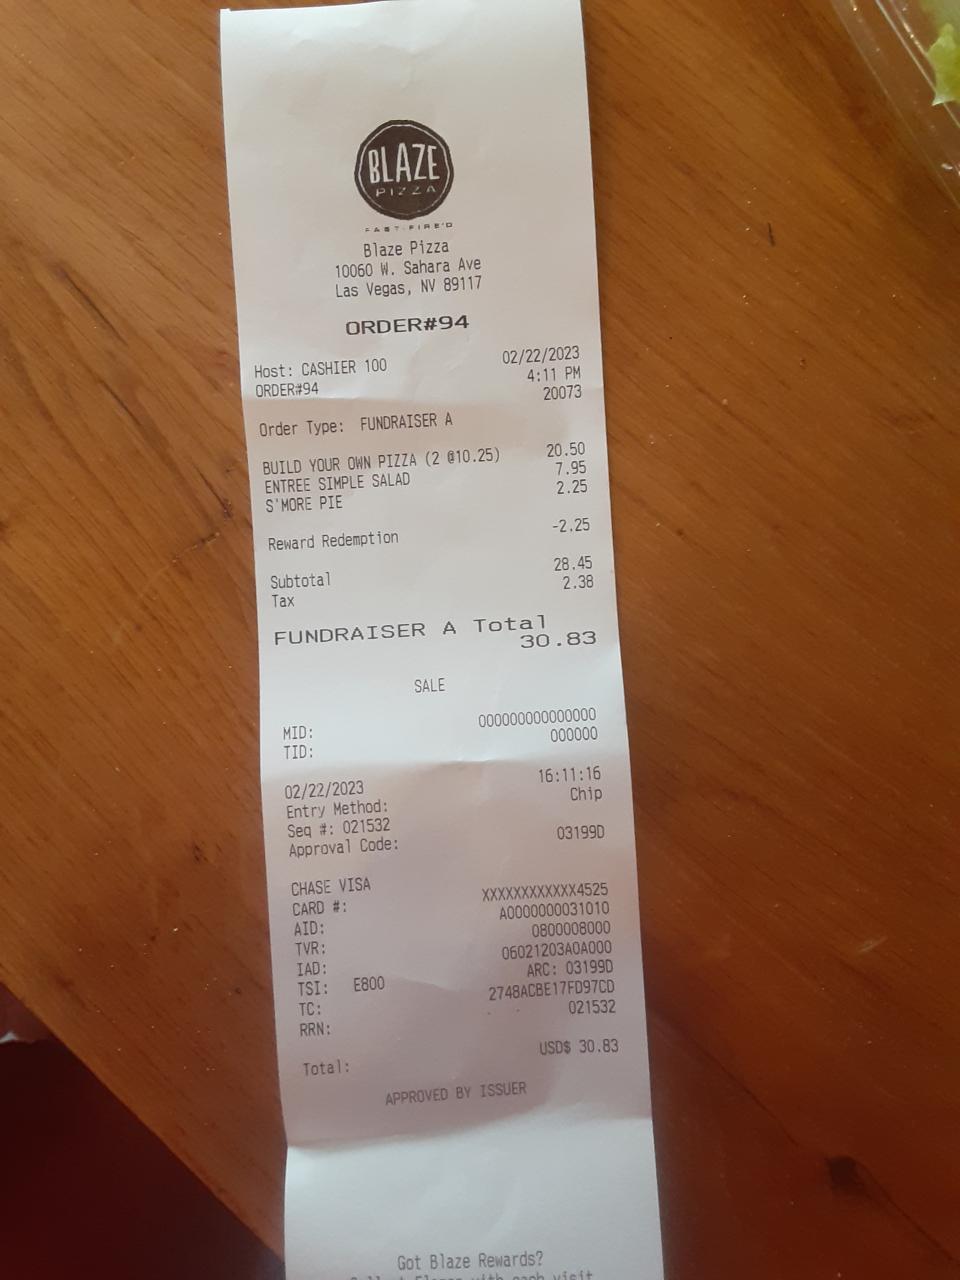 BLAZE
PIZZA
FAST-FIRE'D
Blaze Pizza
10060 W. Sahara Ave
Las Vegas, NV 89117
ORDER#94
Host: CASHIER 100 02/22/2023
ORDER#94 4:11 PM
20073
Order Type: FUNDRAISER A
BUILD YOUR OWN PIZZA (2 @10.25) 20.50
ENTREE SIMPLE SALAD 7.95
S'MORE PIE 2.25
Reward Redemption -2.25
Subtotal 28.45
Tax 2.38
FUNDRAISER A Total
30.83
SALE
MID: 000000000000000
TID: 000000
02/22/2023 16:11:16
Entry Method: Chip
Seq #: 021532
Approval Code: 03199D
CHASE VISA
CARD #: XXXXXXXXXXXX4525
AID: A0000000031010
TVR: 0800008000
IAD: 06021203A0A000
TSI: E800 ARC: 03199D
TC: 2748ACBE17FD97CD
RRN: 021532
Total: USD$ 30.83
APPROVED BY ISSUER
Got Blaze Rewards?
with each visit